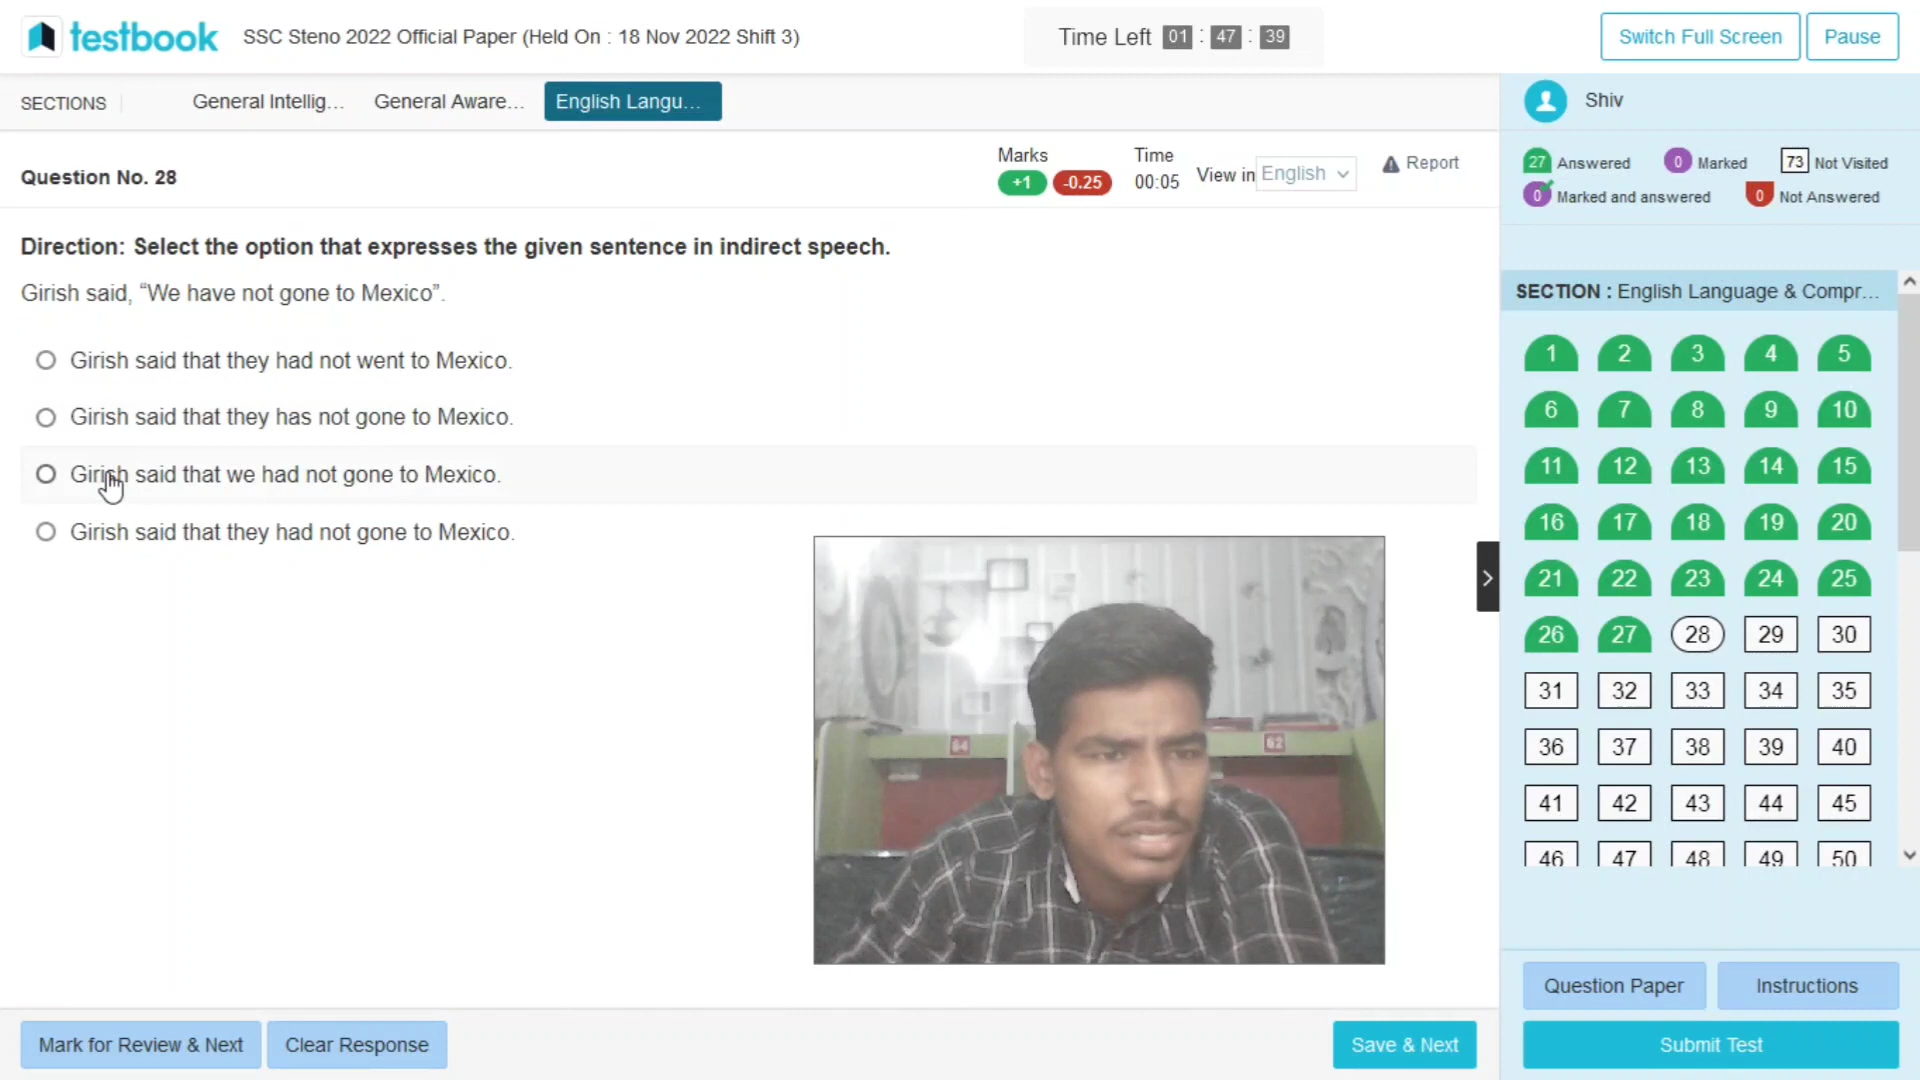 testbook
SSC Steno 2022 Official Paper (Held On : 18 Nov 2022 Shift 3)
Time Left 01 : 47 : 39
Switch Full Screen
Pause
SECTIONS
General Intellig...
General Aware...
English Langu...
Shiv
Question No. 28
Marks
+1
-0.25
Time
00:05
View in English
Report
27 Answered
0 Marked
73 Not Visited
0 Marked and answered
0 Not Answered
Direction: Select the option that expresses the given sentence in indirect speech.
Girish said, “We have not gone to Mexico”.
Girish said that they had not went to Mexico.
Girish said that they has not gone to Mexico.
Girish said that we had not gone to Mexico.
Girish said that they had not gone to Mexico.
64
62
SECTION : English Language & Compr...
1 2 3 4 5
6 7 8 9 10
11 12 13 14 15
16 17 18 19 20
21 22 23 24 25
26 27 28 29 30
31 32 33 34 35
36 37 38 39 40
41 42 43 44 45
46 47 48 49 50
Question Paper
Instructions
Mark for Review & Next
Clear Response
Save & Next
Submit Test